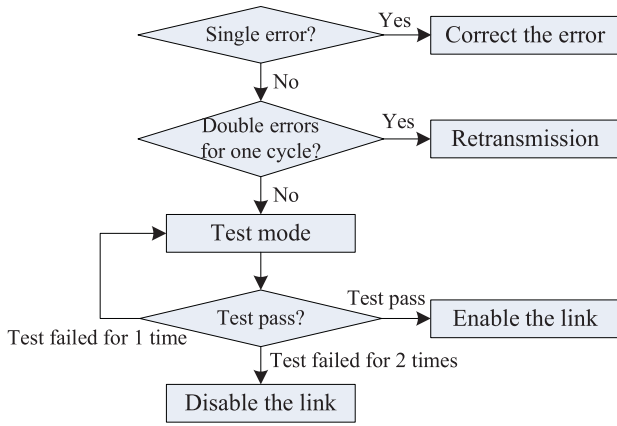 Single error?
Yes
Correct the error
No
Double errors
for one cycle?
Yes
Retransmission
No
Test mode
Test pass?
Test pass
Enable the link
Test failed for 1 time
Test failed for 2 times
Disable the link